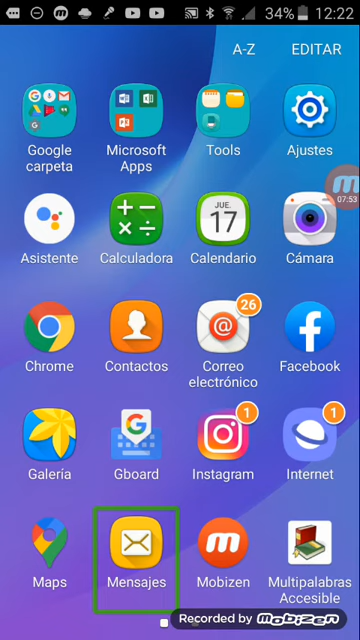 34% 12:22
A-Z EDITAR
Google carpeta
Microsoft Apps
Tools
Ajustes
07:53
Asistente
Calculadora
JUE.
17
Calendario
Cámara
Chrome
Contactos
26
Correo electrónico
Facebook
Galería
Gboard
1
Instagram
1
Internet
Maps
Mensajes
Mobizen
Multipalabras Accesible
Recorded by mobizen